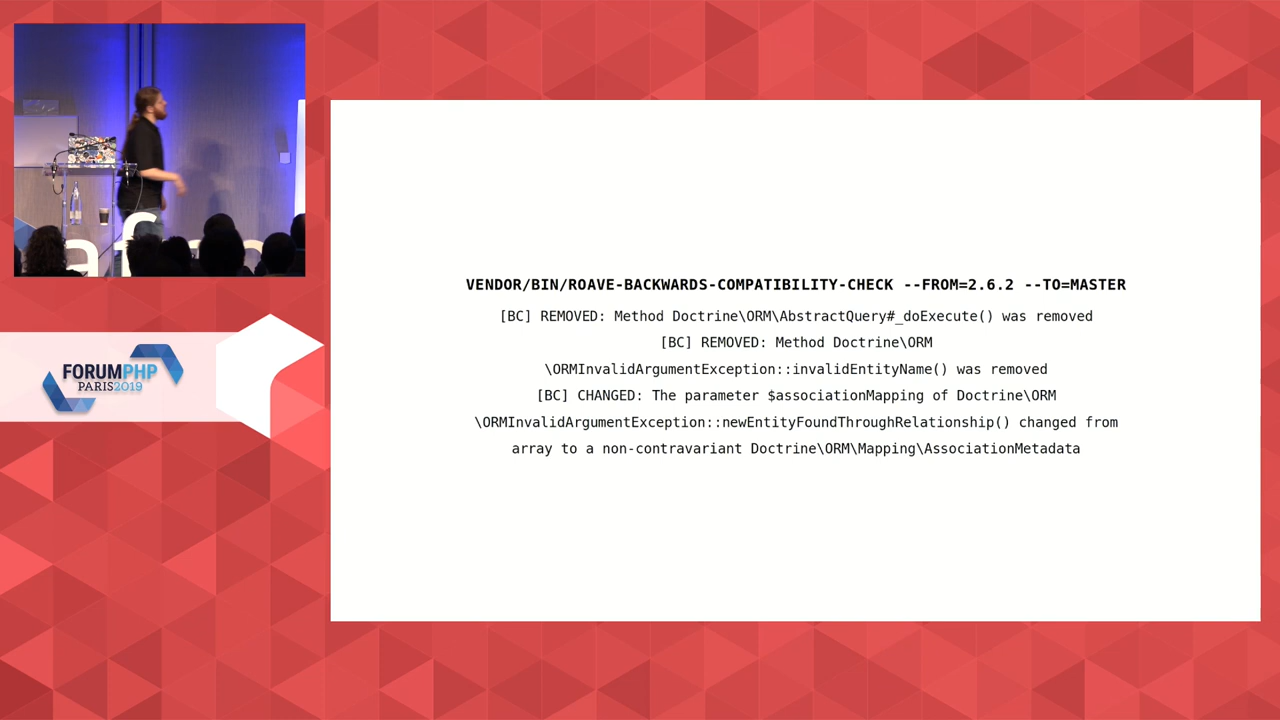 VENDOR/BIN/ROAVE-BACKWARDS-COMPATIBILITY-CHECK --FROM=2.6.2 --TO=MASTER
[BC] REMOVED: Method Doctrine\ORM\AbstractQuery#_doExecute() was removed
[BC] REMOVED: Method Doctrine\ORM
\ORMInvalidArgumentException::invalidEntityName() was removed
[BC] CHANGED: The parameter $associationMapping of Doctrine\ORM
\ORMInvalidArgumentException::newEntityFoundThroughRelationship() changed from
array to a non-contravariant Doctrine\ORM\Mapping\AssociationMetadata
FORUMPHP
PARIS2019